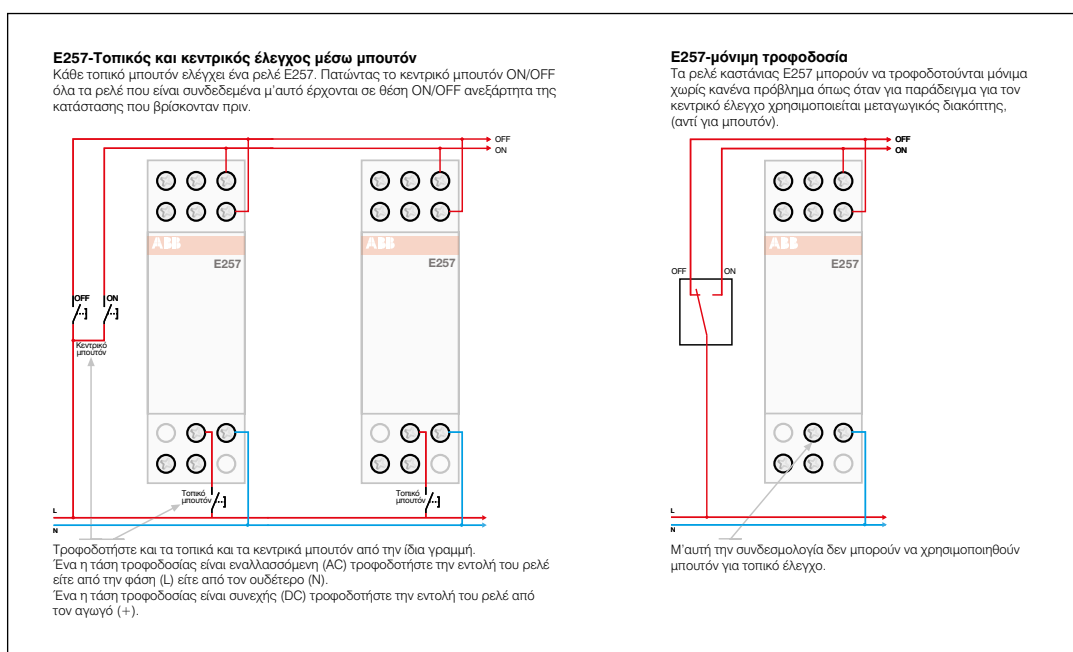 E257-Τοπικός και κεντρικός έλεγχος μέσω μπουτόν
Κάθε τοπικό μπουτόν ελέγχει ένα ρελέ E257. Πατώντας το κεντρικό μπουτόν ON/OFF
όλα τα ρελέ που είναι συνδεδεμένα μ'αυτό έρχονται σε θέση ON/OFF ανεξάρτητα της
κατάστασης που βρίσκονταν πριν.
OFF
ON
ABB
E257
ABB
E257
OFF
ON
Κεντρικό
μπουτόν
Τοπικό
μπουτόν
Τοπικό
μπουτόν
L
N
Τροφοδοτήστε και τα τοπικά και τα κεντρικά μπουτόν από την ίδια γραμμή.
Ένα η τάση τροφοδοσίας είναι εναλλασσόμενη (AC) τροφοδοτήστε την εντολή του ρελέ
είτε από την φάση (L) είτε από τον ουδέτερο (N).
Ένα η τάση τροφοδοσίας είναι συνεχής (DC) τροφοδοτήστε την εντολή του ρελέ από
τον αγωγό (+).
E257-μόνιμη τροφοδοσία
Τα ρελέ καστάνιας E257 μπορούν να τροφοδοτούνται μόνιμα
χωρίς κανένα πρόβλημα όπως όταν για παράδειγμα για τον
κεντρικό έλεγχο χρησιμοποιείται μεταγωγικός διακόπτης,
(αντί για μπουτόν).
OFF
ON
ABB
E257
OFF
ON
L
N
Μ'αυτή την συνδεσμολογία δεν μπορούν να χρησιμοποιηθούν
μπουτόν για τοπικό έλεγχο.